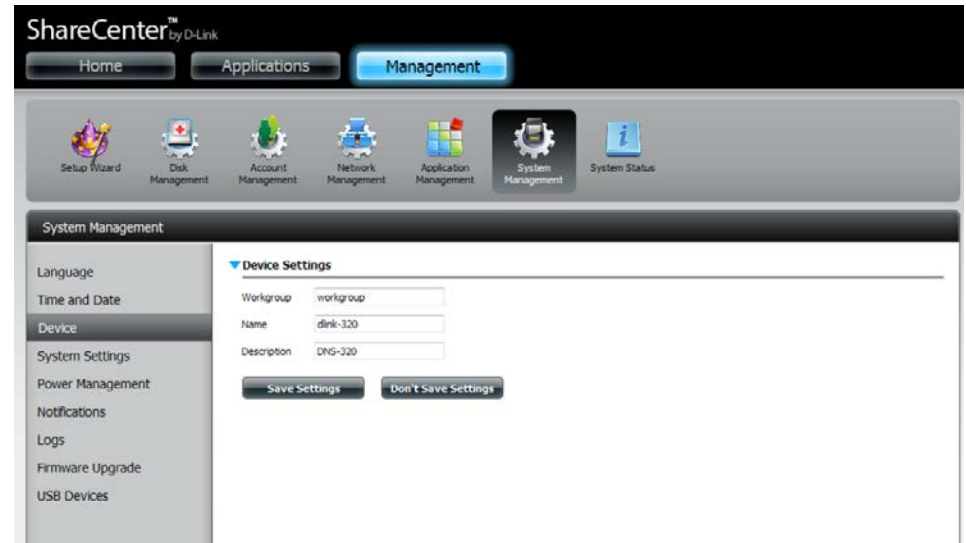 ShareCenter™ by D-Link
Home Applications Management
Setup Wizard Disk Management Account Management Network Management Application Management System Management System Status
System Management
Language
Time and Date
Device
System Settings
Power Management
Notifications
Logs
Firmware Upgrade
USB Devices
Device Settings
Workgroup workgroup
Name dlink-320
Description DNS-320
Save Settings Don't Save Settings